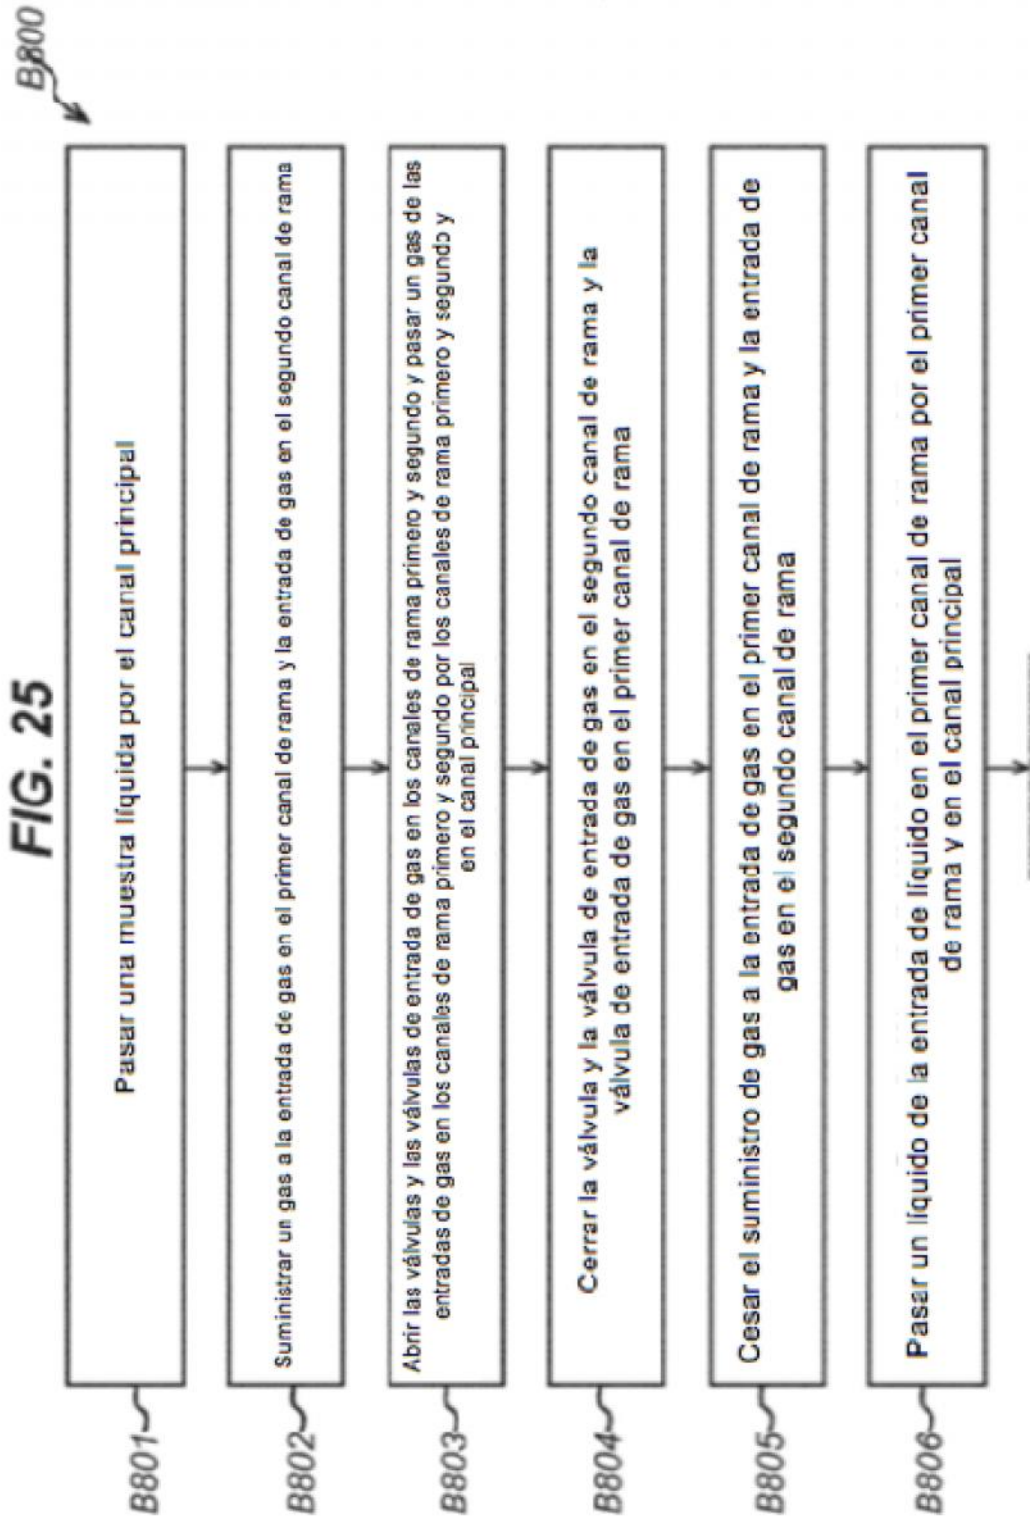 FIG. 25
B800
B801
Pasar una muestra líquida por el canal principal
B802
Suministrar un gas a la entrada de gas en el primer canal de rama y la entrada de gas en el segundo canal de rama
B803
Abrir las válvulas y las válvulas de entrada de gas en los canales de rama primero y segundo y pasar un gas de las
entradas de gas en los canales de rama primero y segundo por los canales de rama primero y segundo y
en el canal principal
B804
Cerrar la válvula y la válvula de entrada de gas en el segundo canal de rama y la
válvula de entrada de gas en el primer canal de rama
B805
Cesar el suministro de gas a la entrada de gas en el primer canal de rama y la entrada de
gas en el segundo canal de rama
B806
Pasar un líquido de la entrada de líquido en el primer canal de rama por el primer canal
de rama y en el canal principal